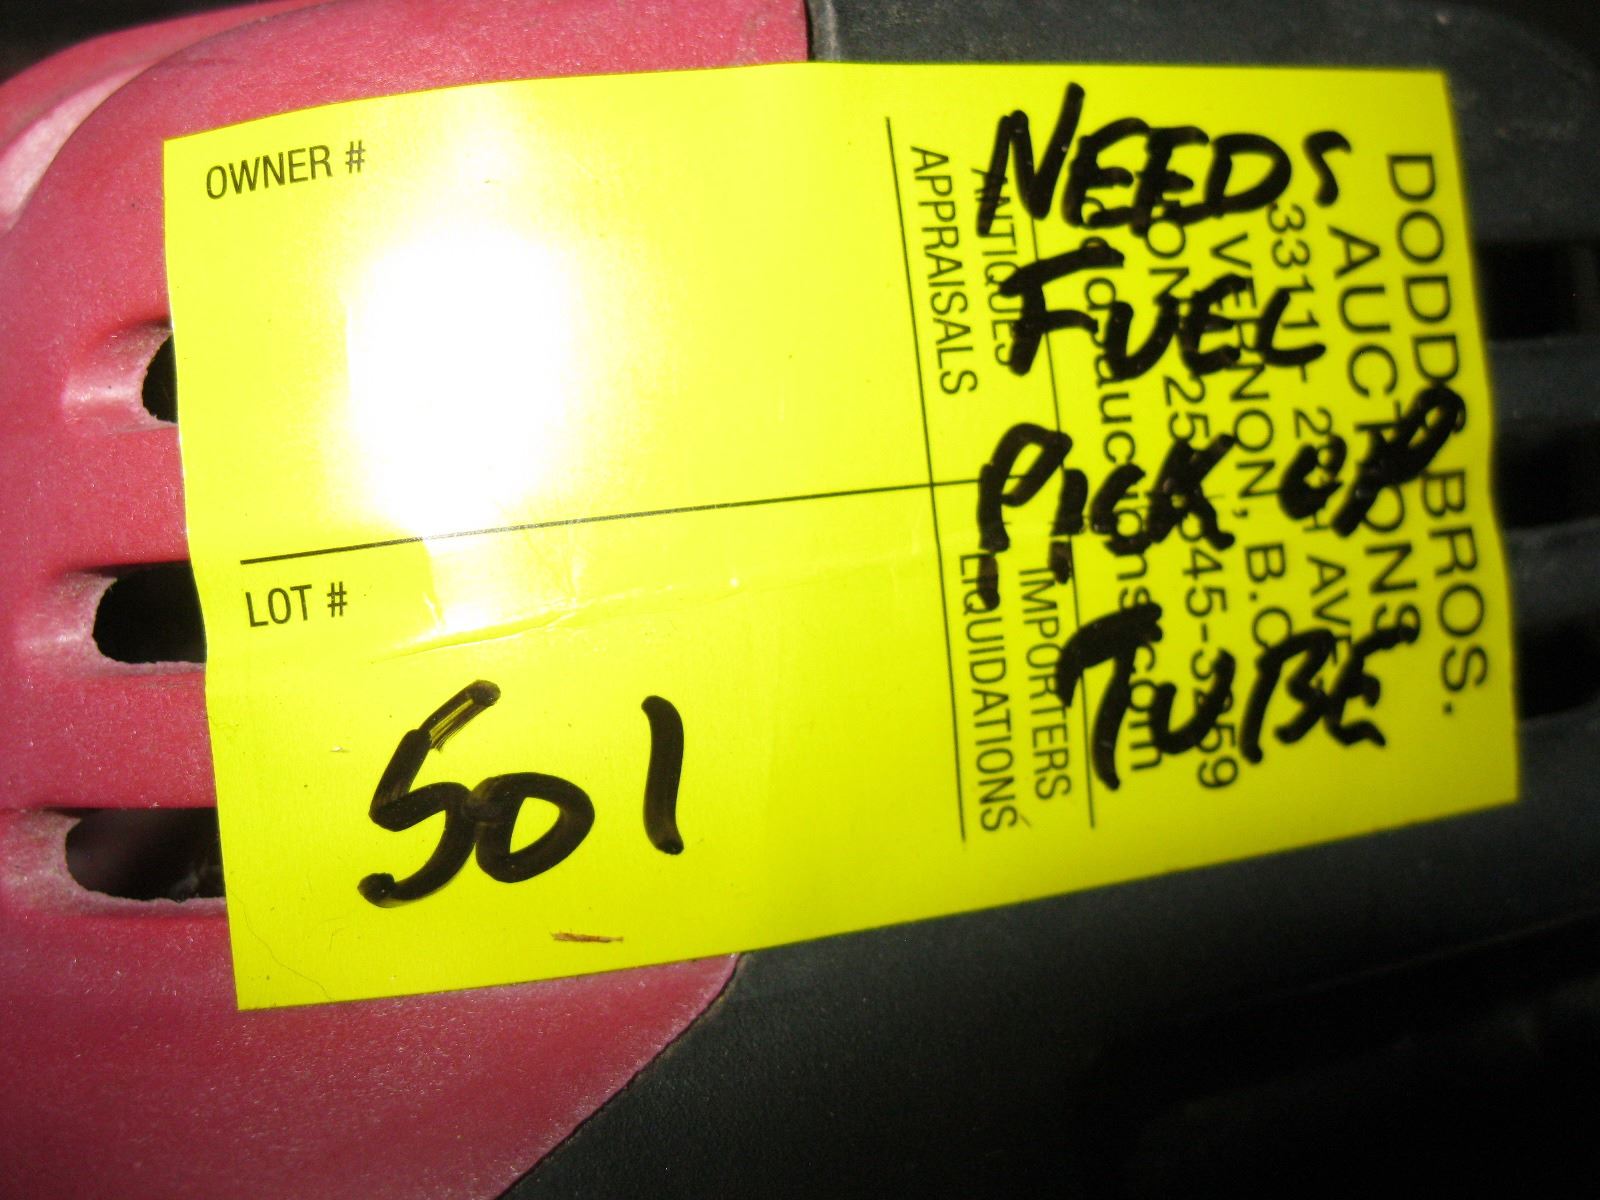 OWNER #
LOT #
501
NEEDS
FUEL
PICK UP
TUBE
DODDS BROS.
AUCTIONS
VERNON, B.C.
ANTIQUES
APPRAISALS
IMPORTERS
LIQUIDATIONS